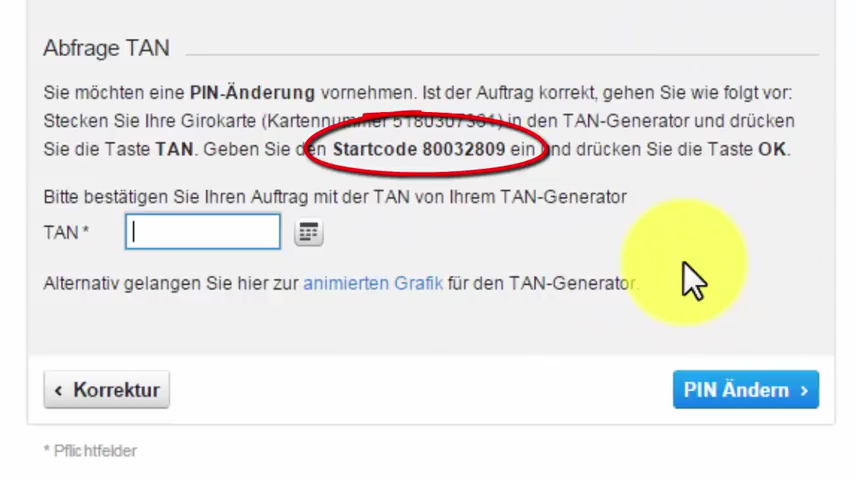 Abfrage TAN
Sie möchten eine PIN-Änderung vornehmen. Ist der Auftrag korrekt, gehen Sie wie folgt vor:
Stecken Sie Ihre Girokarte (Kartennummer 5180307381) in den TAN-Generator und drücken
Sie die Taste TAN. Geben Sie den Startcode 80032809 ein und drücken Sie die Taste OK.
Bitte bestätigen Sie Ihren Auftrag mit der TAN von Ihrem TAN-Generator
TAN *
Alternativ gelangen Sie hier zur animierten Grafik für den TAN-Generator.
‹ Korrektur
PIN Ändern ›
* Pflichtfelder